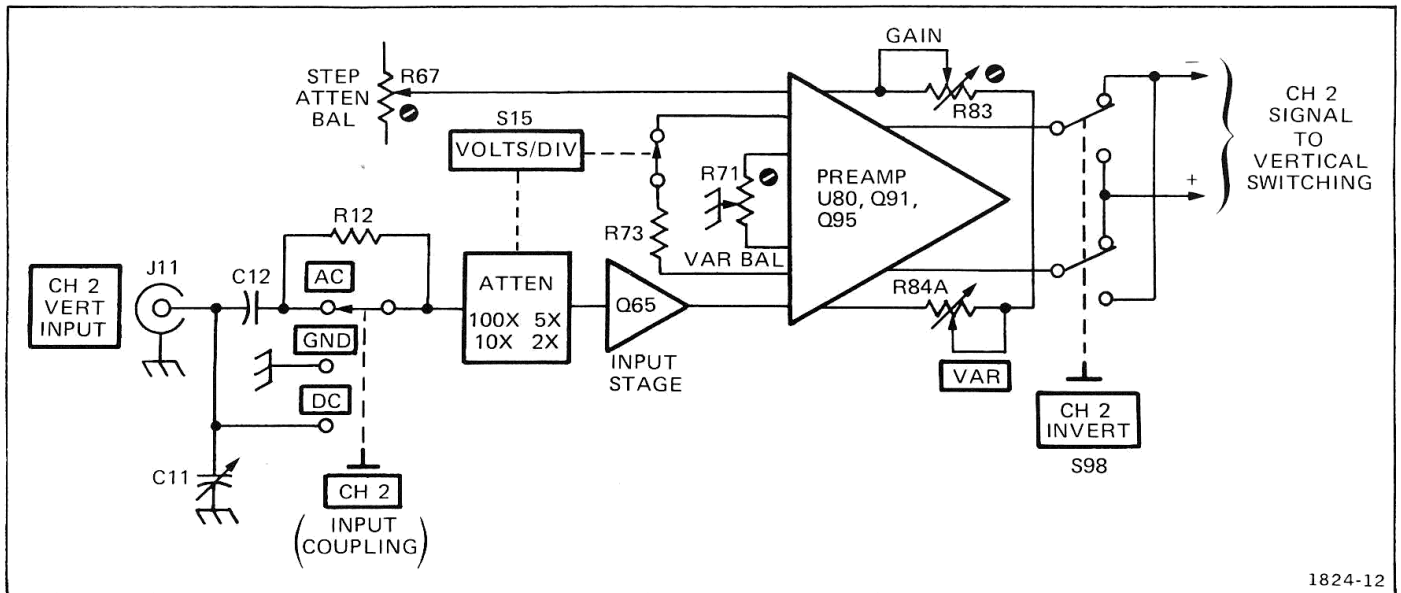 GAIN
STEP
ATTEN
BAL
R67
R83
−
S15
VOLTS/DIV
CH 2
SIGNAL
TO
VERTICAL
SWITCHING
R71
PREAMP
U80, Q91,
Q95
+
R12
R73
VAR BAL
CH 2
VERT
INPUT
J11
C12
AC
ATTEN
100X 5X
10X 2X
Q65
INPUT
STAGE
R84A
GND
VAR
DC
CH 2
INVERT
S98
C11
CH 2
(INPUT
COUPLING)
1824-12